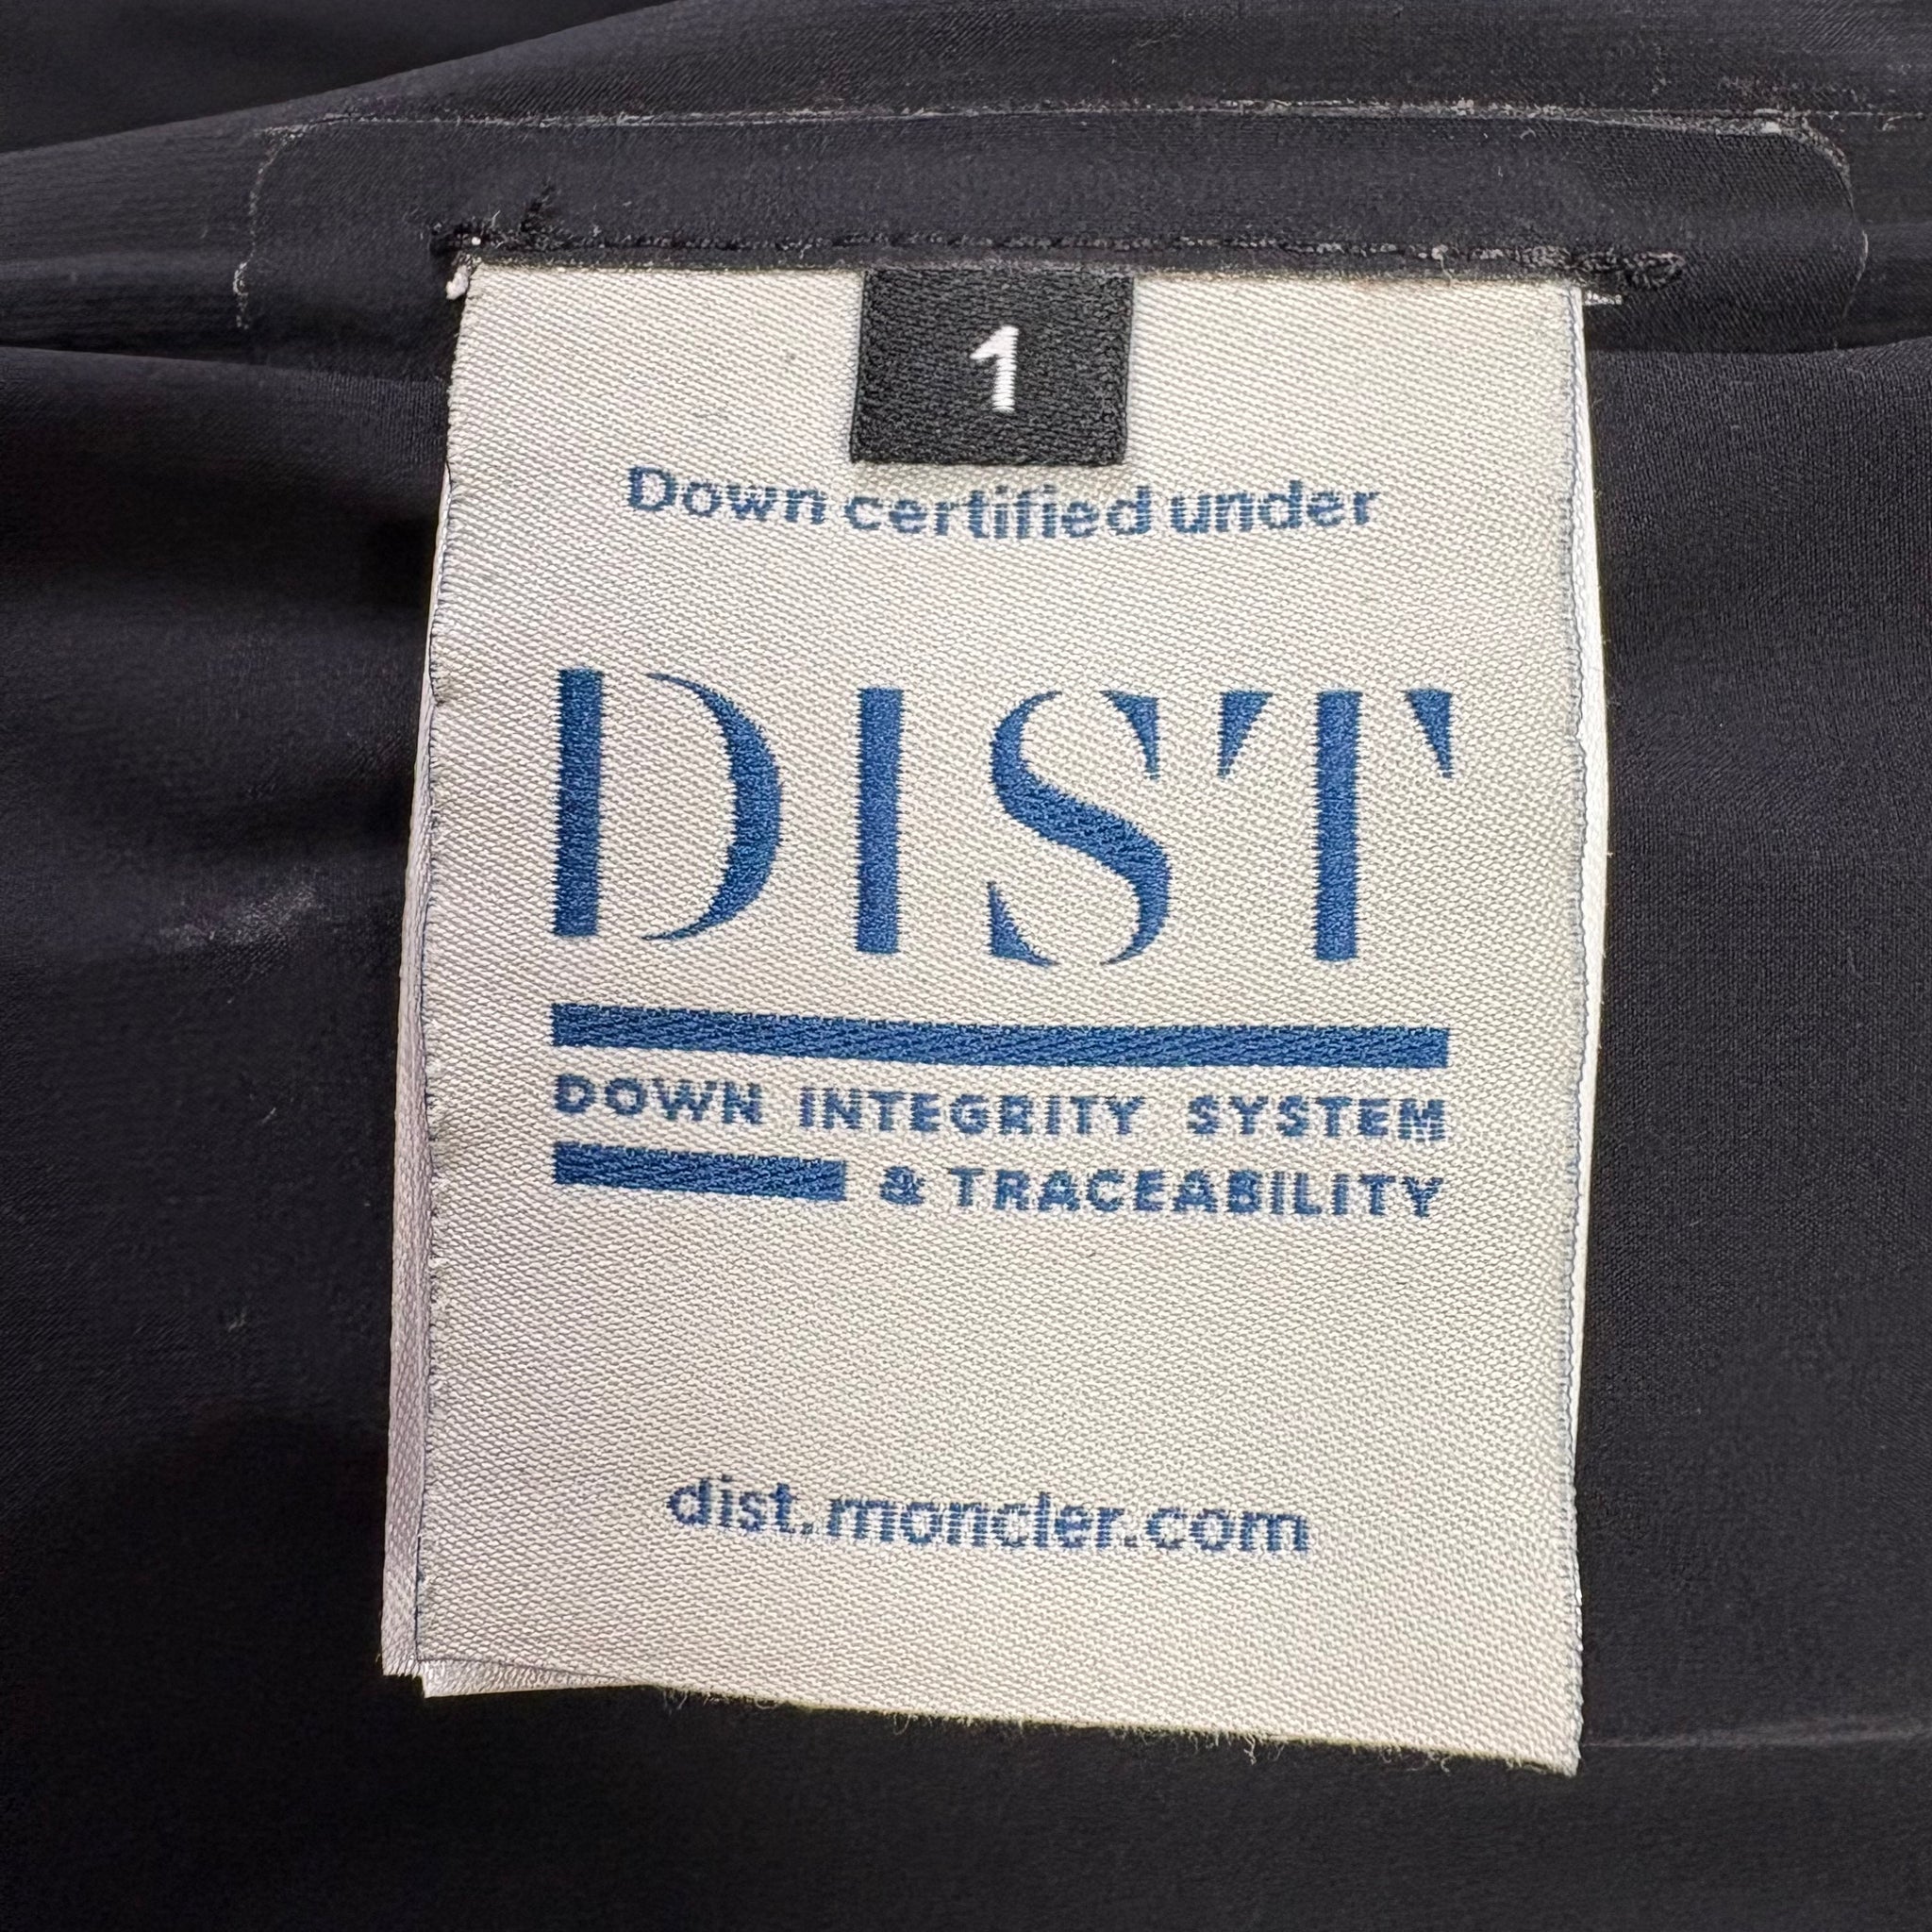 1
Down certified under
DIST
DOWN INTEGRITY SYSTEM
& TRACEABILITY
dist.moncler.com